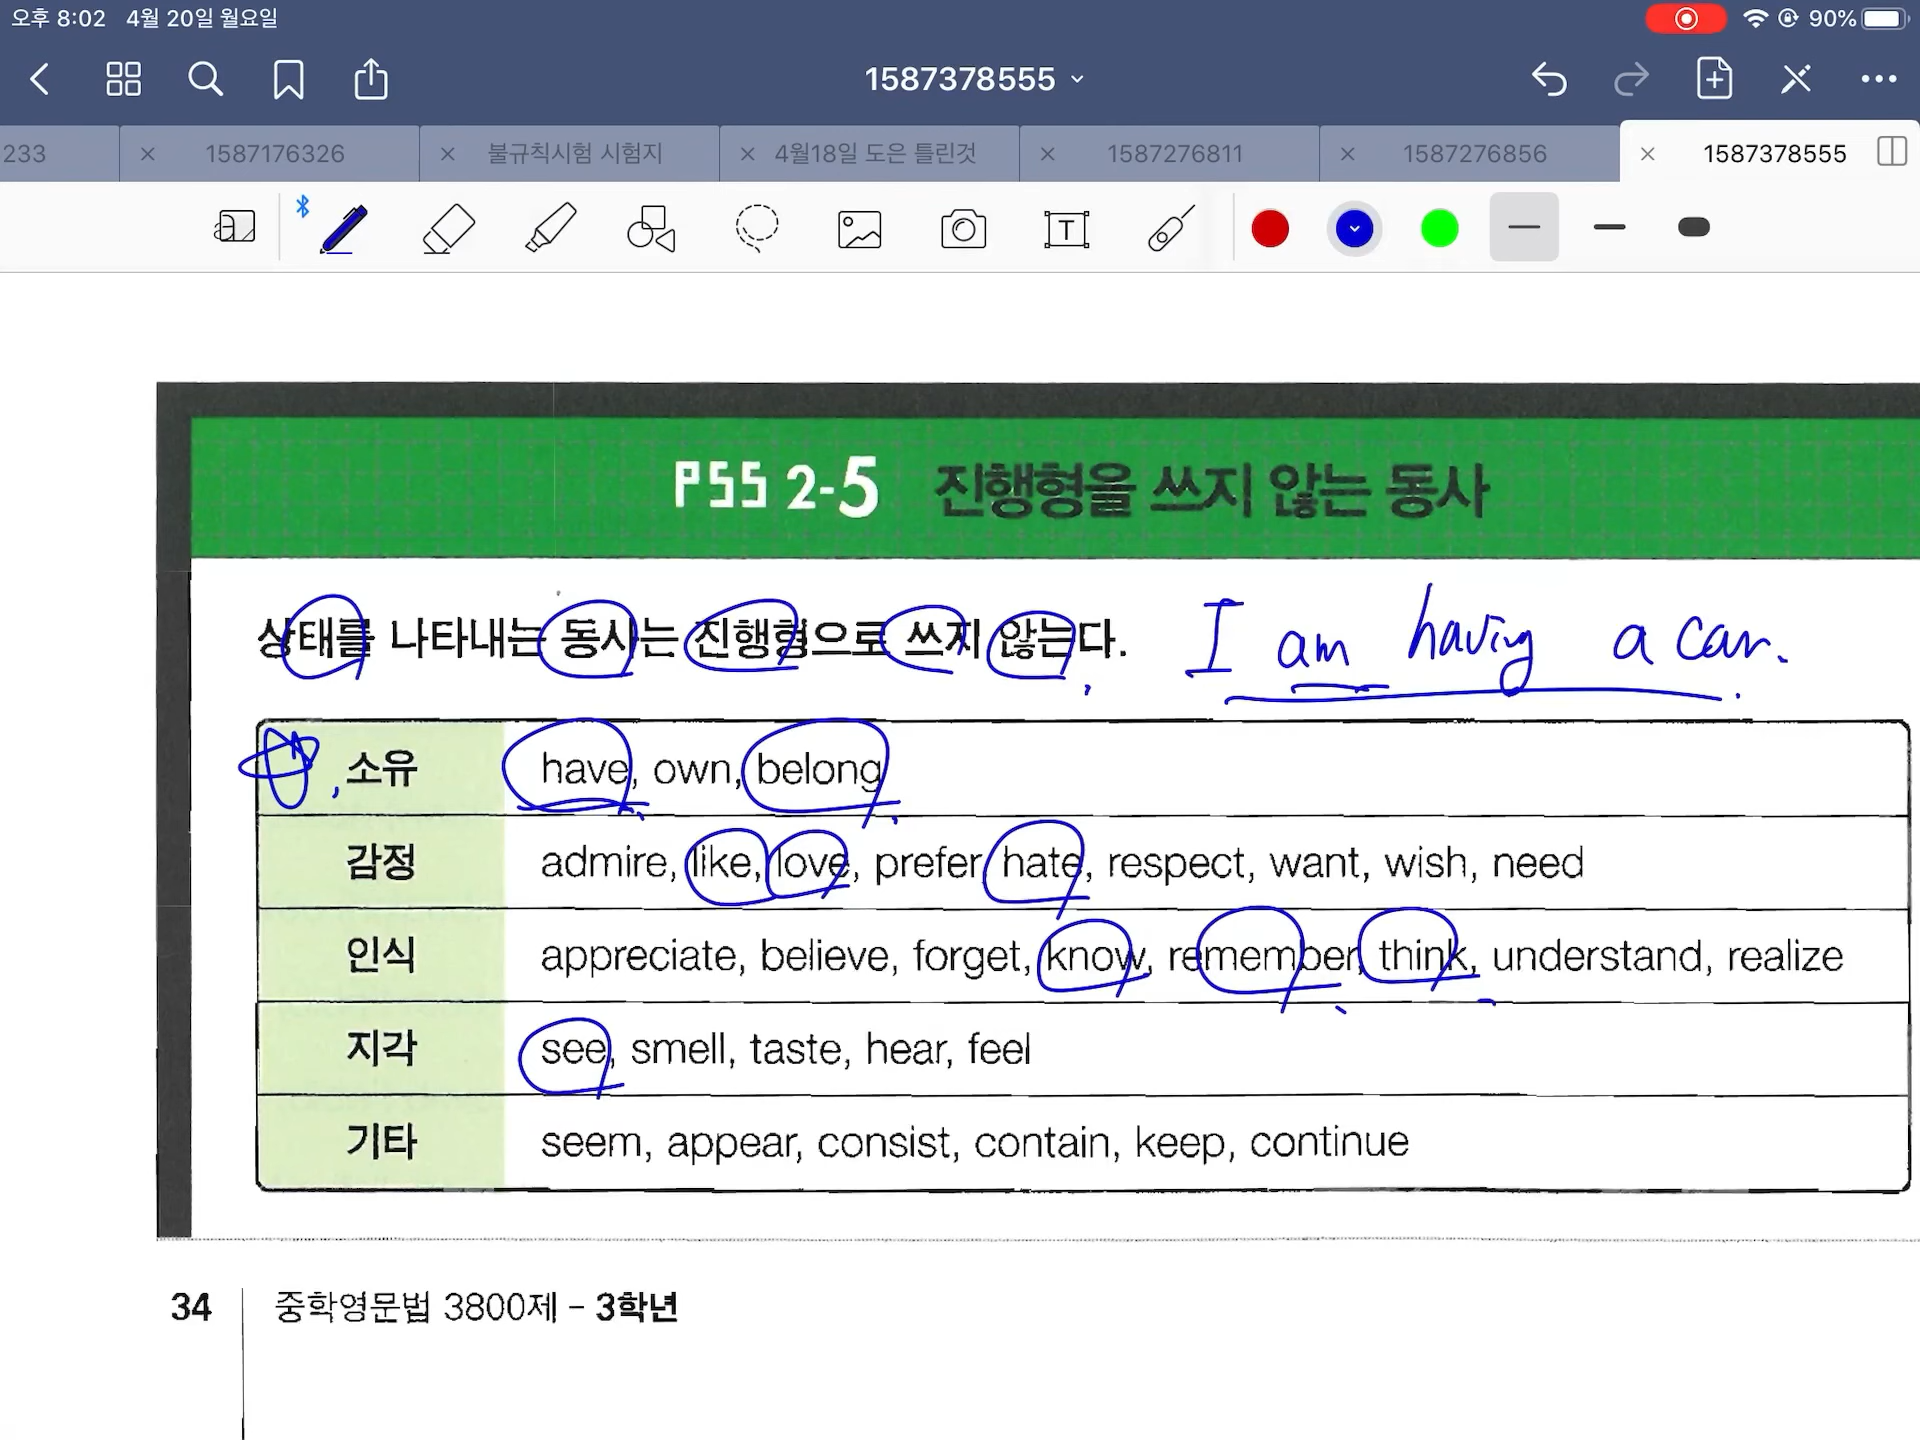 오후 8:02 4월 20일 월요일 90%
1587378555
233 1587176326 불규칙시험 시험지 4월18일 도은 틀린것 1587276811 1587276856 1587378555
PSS 2-5 진행형을 쓰지 않는 동사
상태를 나타내는 동사는 진행형으로 쓰지 않는다. I am having a car.
소유 have, own, belong
감정 admire, like, love, prefer hate, respect, want, wish, need
인식 appreciate, believe, forget, know, remember, think, understand, realize
지각 see, smell, taste, hear, feel
기타 seem, appear, consist, contain, keep, continue
34 중학영문법 3800제 - 3학년